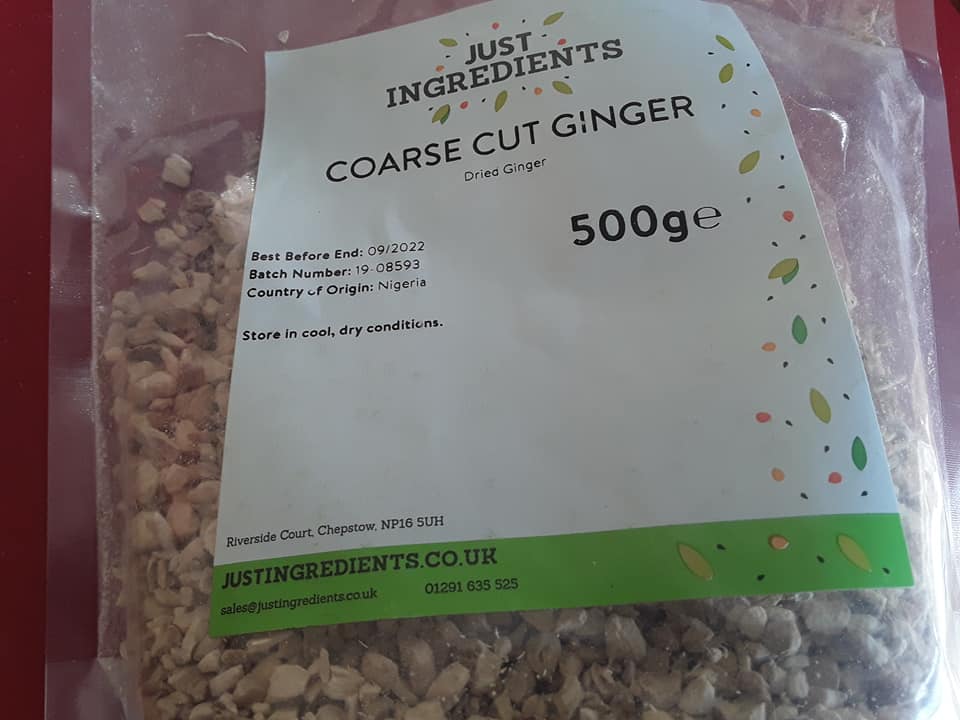 JUST
INGREDIENTS
COARSE CUT GINGER
Dried Ginger
500g℮
Best Before End: 09/2022
Batch Number: 19-08593
Country of Origin: Nigeria
Store in cool, dry conditions.
Riverside Court, Chepstow, NP16 5UH
JUSTINGREDIENTS.CO.UK
sales@justingredients.co.uk 01291 635 525